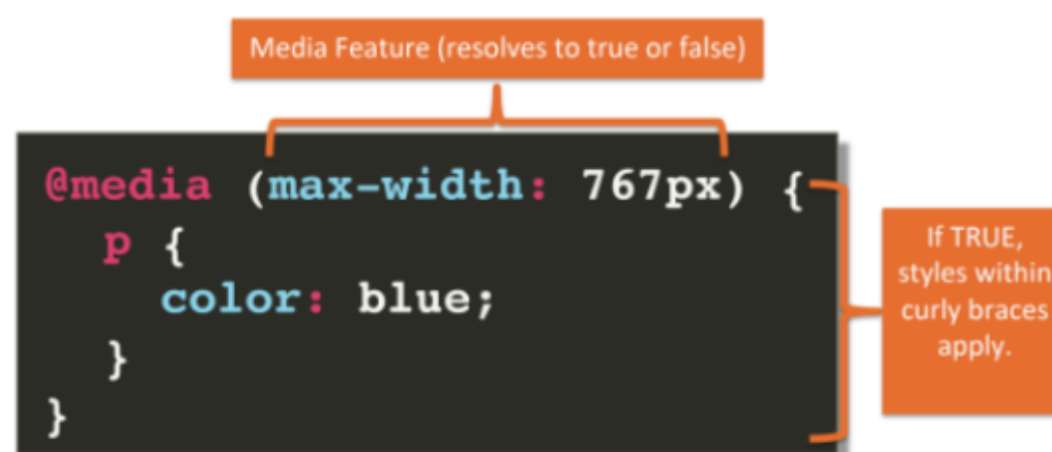 Media Feature (resolves to true or false)
@media (max-width: 767px) {
p {
color: blue;
}
}
If TRUE,
styles within
curly braces
apply.